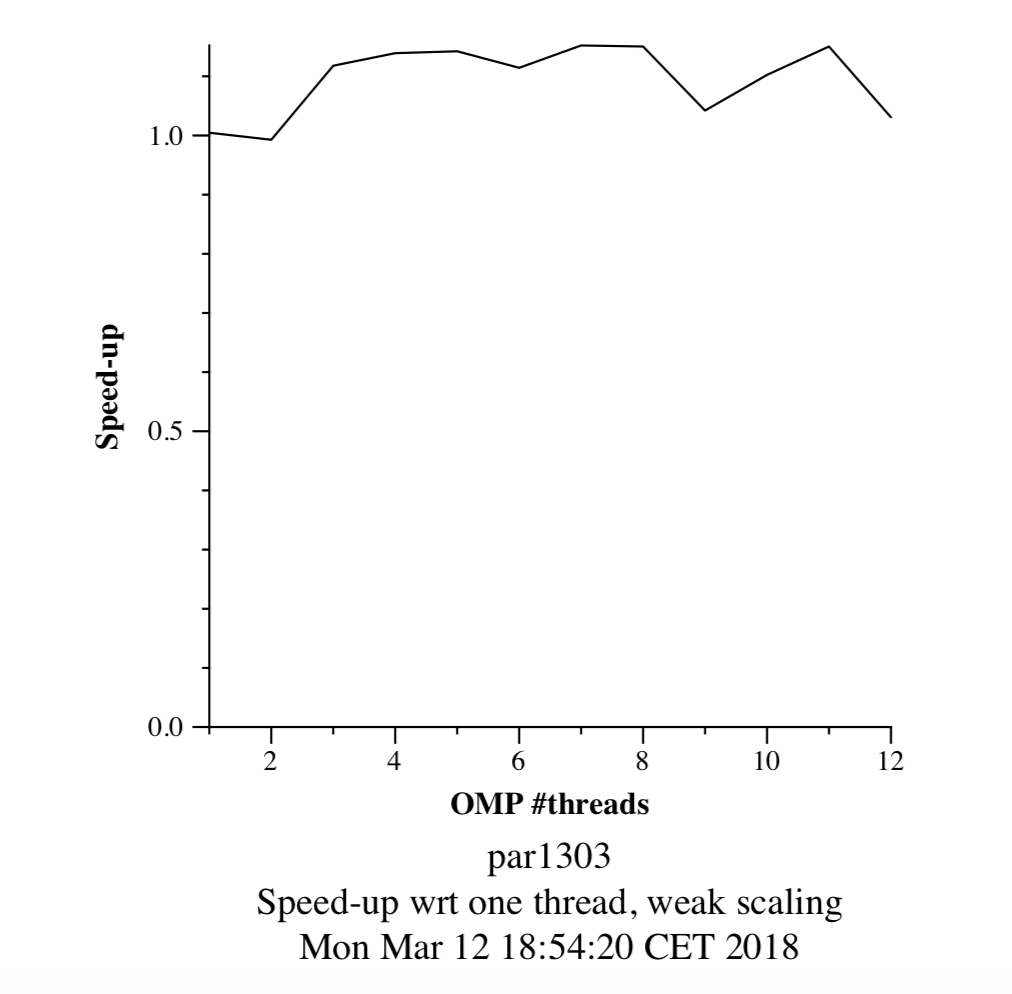 1.0
0.5
0.0
Speed-up
2 4 6 8 10 12
OMP #threads
par1303
Speed-up wrt one thread, weak scaling
Mon Mar 12 18:54:20 CET 2018